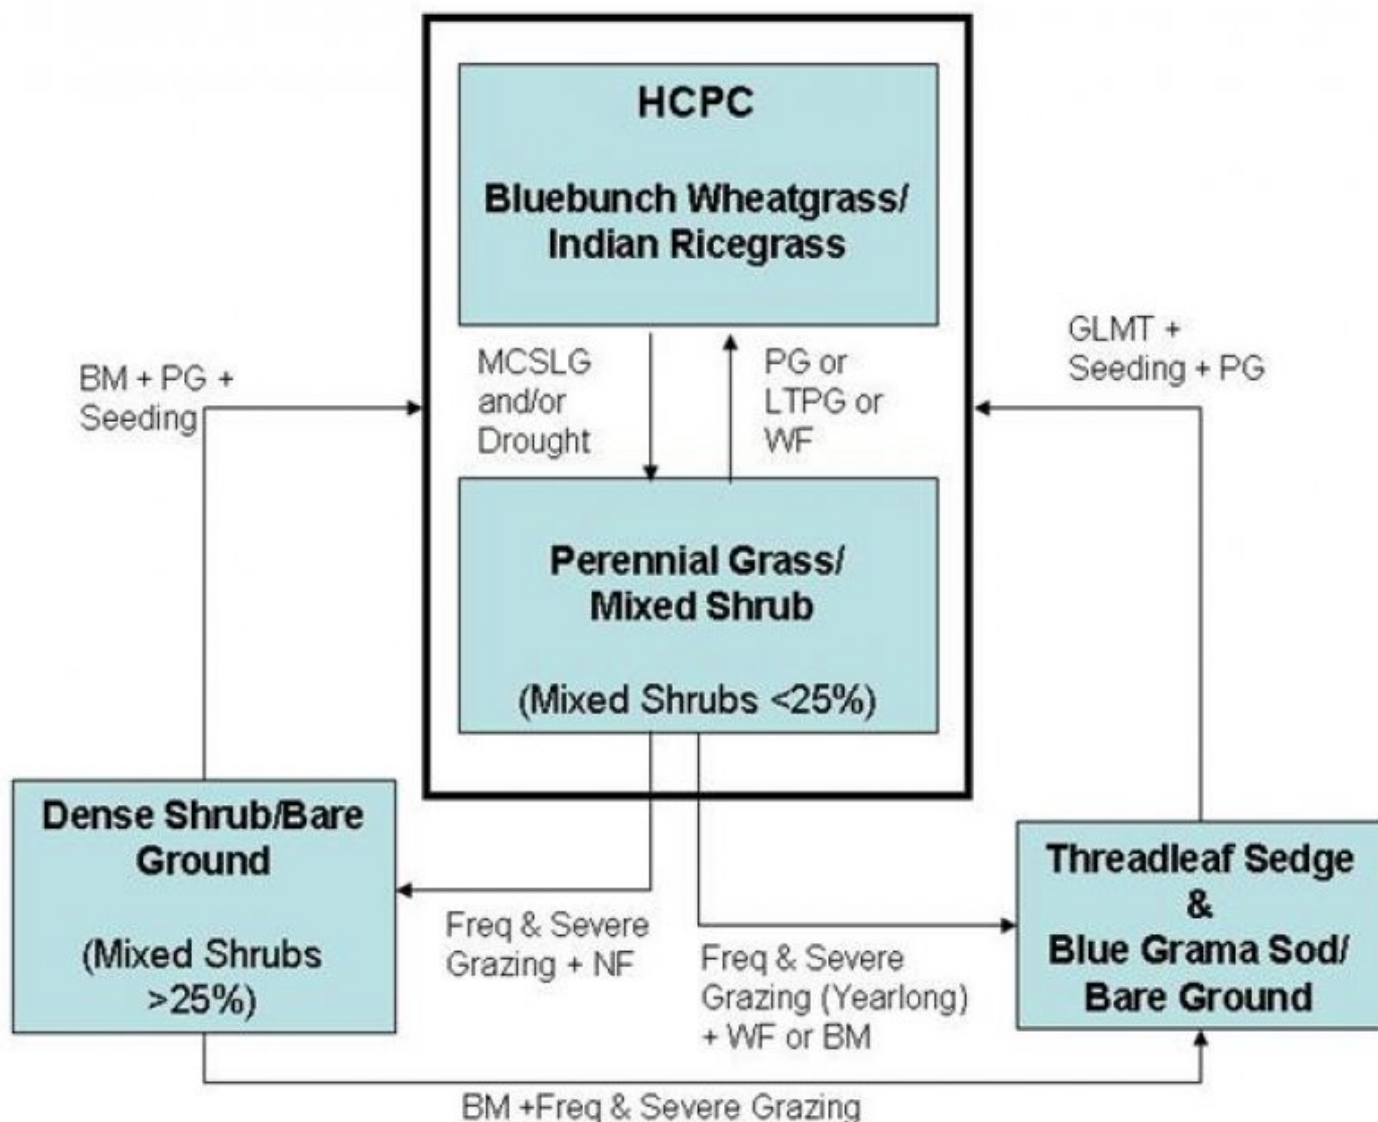 HCPC
Bluebunch Wheatgrass/
Indian Ricegrass
MCSLG
and/or
Drought
PG or
LTPG or
WF
BM + PG +
Seeding
GLMT +
Seeding + PG
Perennial Grass/
Mixed Shrub
(Mixed Shrubs <25%)
Dense Shrub/Bare
Ground
(Mixed Shrubs
>25%)
Freq & Severe
Grazing + NF
Freq & Severe
Grazing (Yearlong)
+ WF or BM
Threadleaf Sedge
&
Blue Grama Sod/
Bare Ground
BM +Freq & Severe Grazing